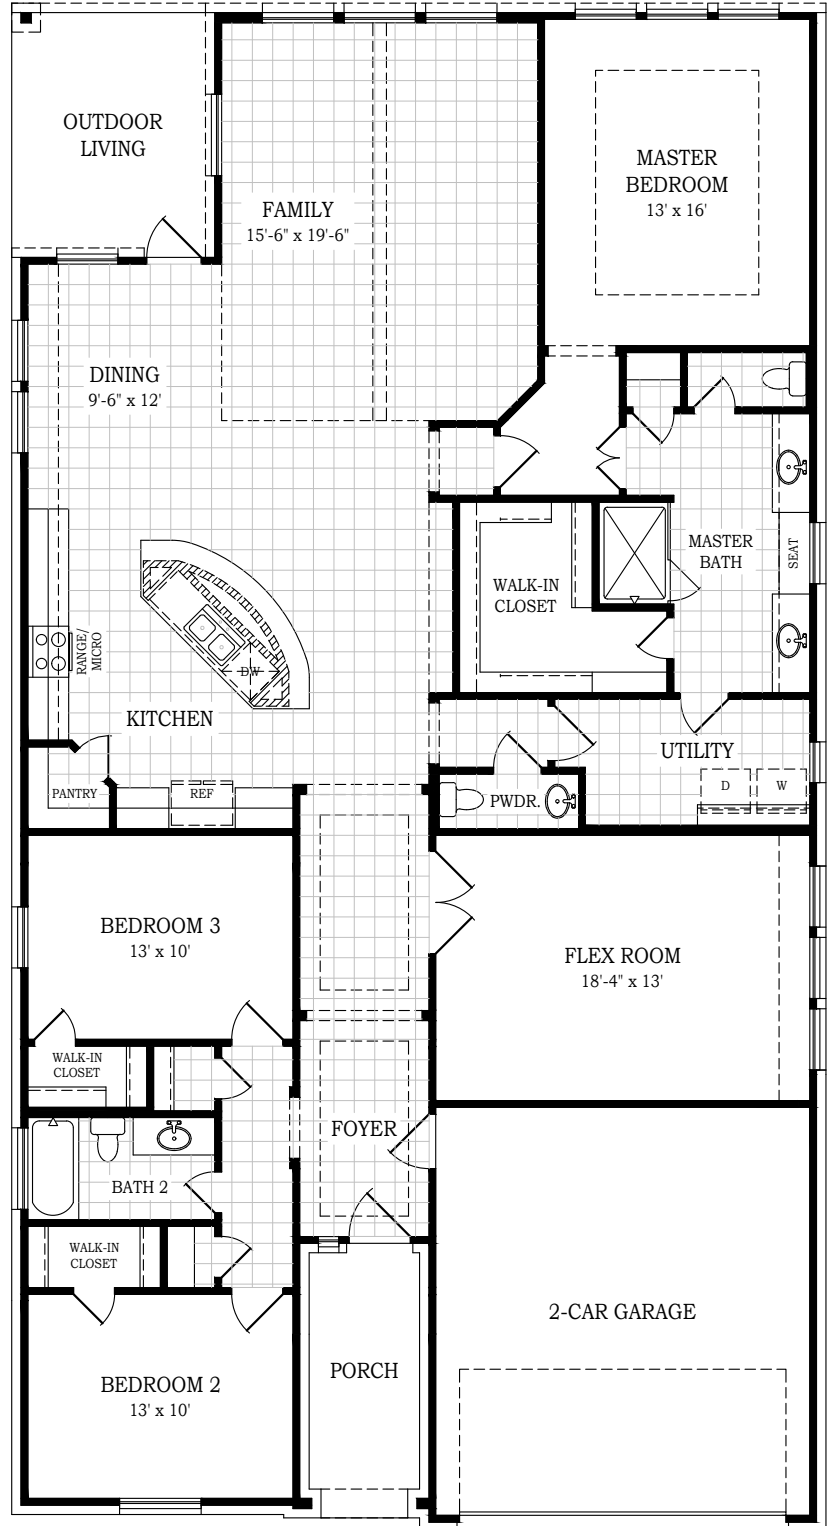 OUTDOOR
LIVING
FAMILY
15'-6" x 19'-6"
MASTER
BEDROOM
13' x 16'
DINING
9'-6" x 12'
MASTER
BATH
SEAT
WALK-IN
CLOSET
RANGE/
MICRO
DW
KITCHEN
UTILITY
PANTRY
REF
PWDR.
D
W
BEDROOM 3
13' x 10'
FLEX ROOM
18'-4" x 13'
WALK-IN
CLOSET
FOYER
BATH 2
WALK-IN
CLOSET
2-CAR GARAGE
PORCH
BEDROOM 2
13' x 10'